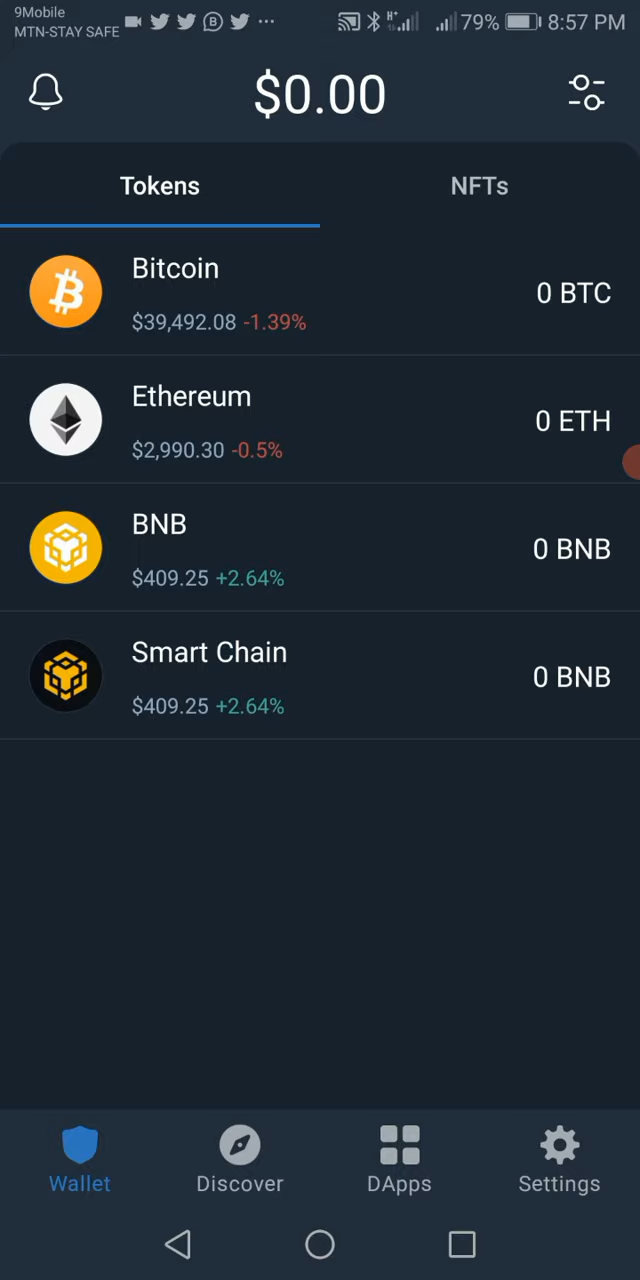 9Mobile
MTN-STAY SAFE
79% 8:57 PM
$0.00
Tokens NFTs
Bitcoin
$39,492.08 -1.39%
0 BTC
Ethereum
$2,990.30 -0.5%
0 ETH
BNB
$409.25 +2.64%
0 BNB
Smart Chain
$409.25 +2.64%
0 BNB
Wallet Discover DApps Settings